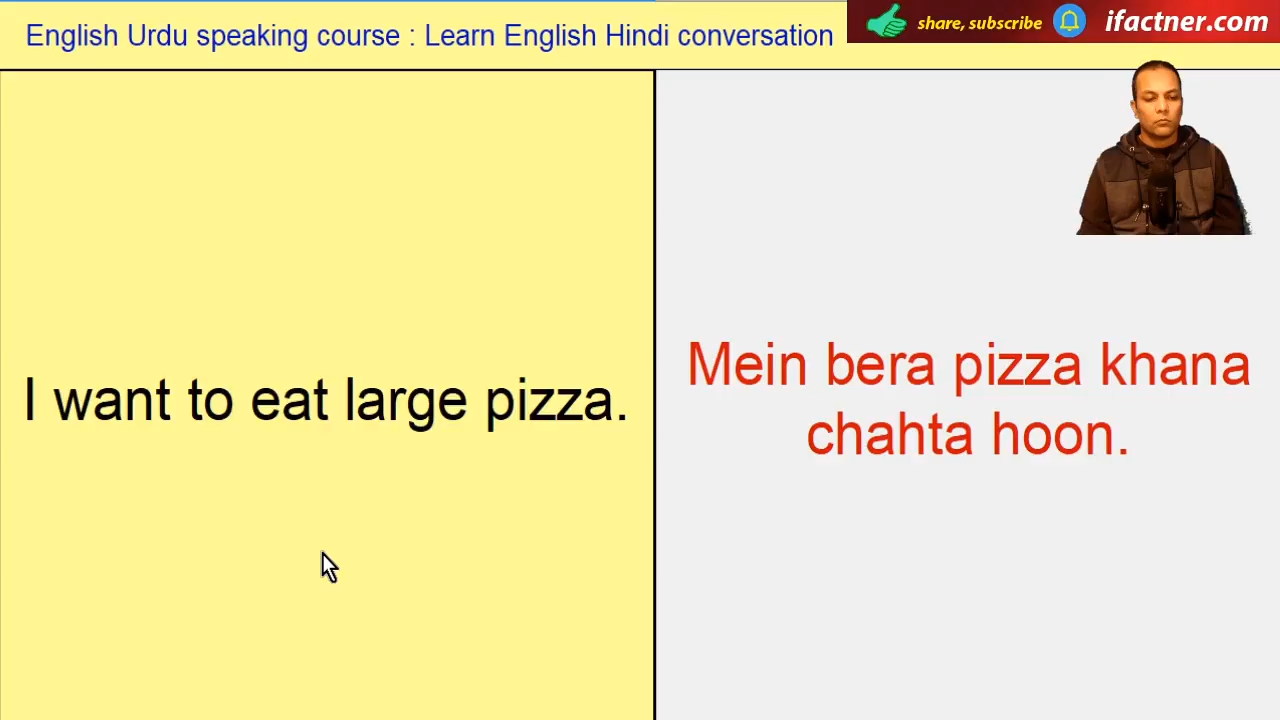 English Urdu speaking course : Learn English Hindi conversation
share, subscribe
ifactner.com
I want to eat large pizza.
Mein bera pizza khana
chahta hoon.